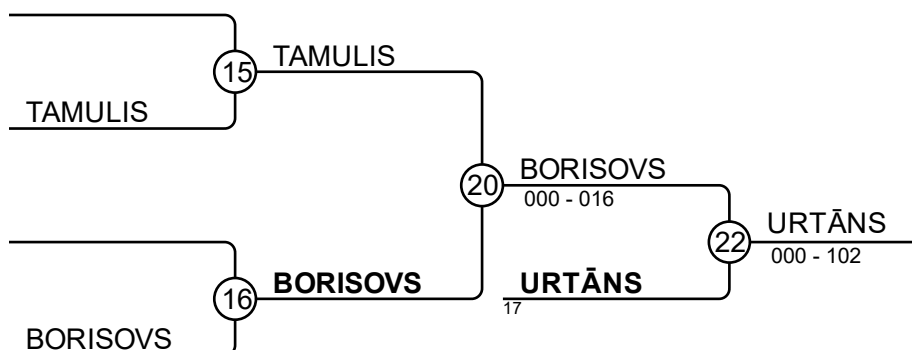 TAMULIS
15
TAMULIS
BORISOVS
20
000 - 016
URTĀNS
22
000 - 102
BORISOVS
16
URTĀNS
17
BORISOVS